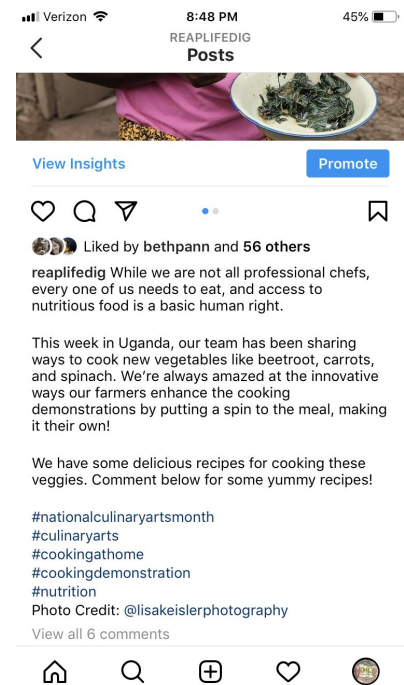 Verizon 8:48 PM 45%
REAPLIFEDIG
Posts
View Insights Promote
Liked by bethpann and 56 others
reaplifedig While we are not all professional chefs,
every one of us needs to eat, and access to
nutritious food is a basic human right.
This week in Uganda, our team has been sharing
ways to cook new vegetables like beetroot, carrots,
and spinach. We’re always amazed at the innovative
ways our farmers enhance the cooking
demonstrations by putting a spin to the meal, making
it their own!
We have some delicious recipes for cooking these
veggies. Comment below for some yummy recipes!
#nationalculinaryartsmonth
#culinaryarts
#cookingathome
#cookingdemonstration
#nutrition
Photo Credit: @lisakeislerphotography
View all 6 comments